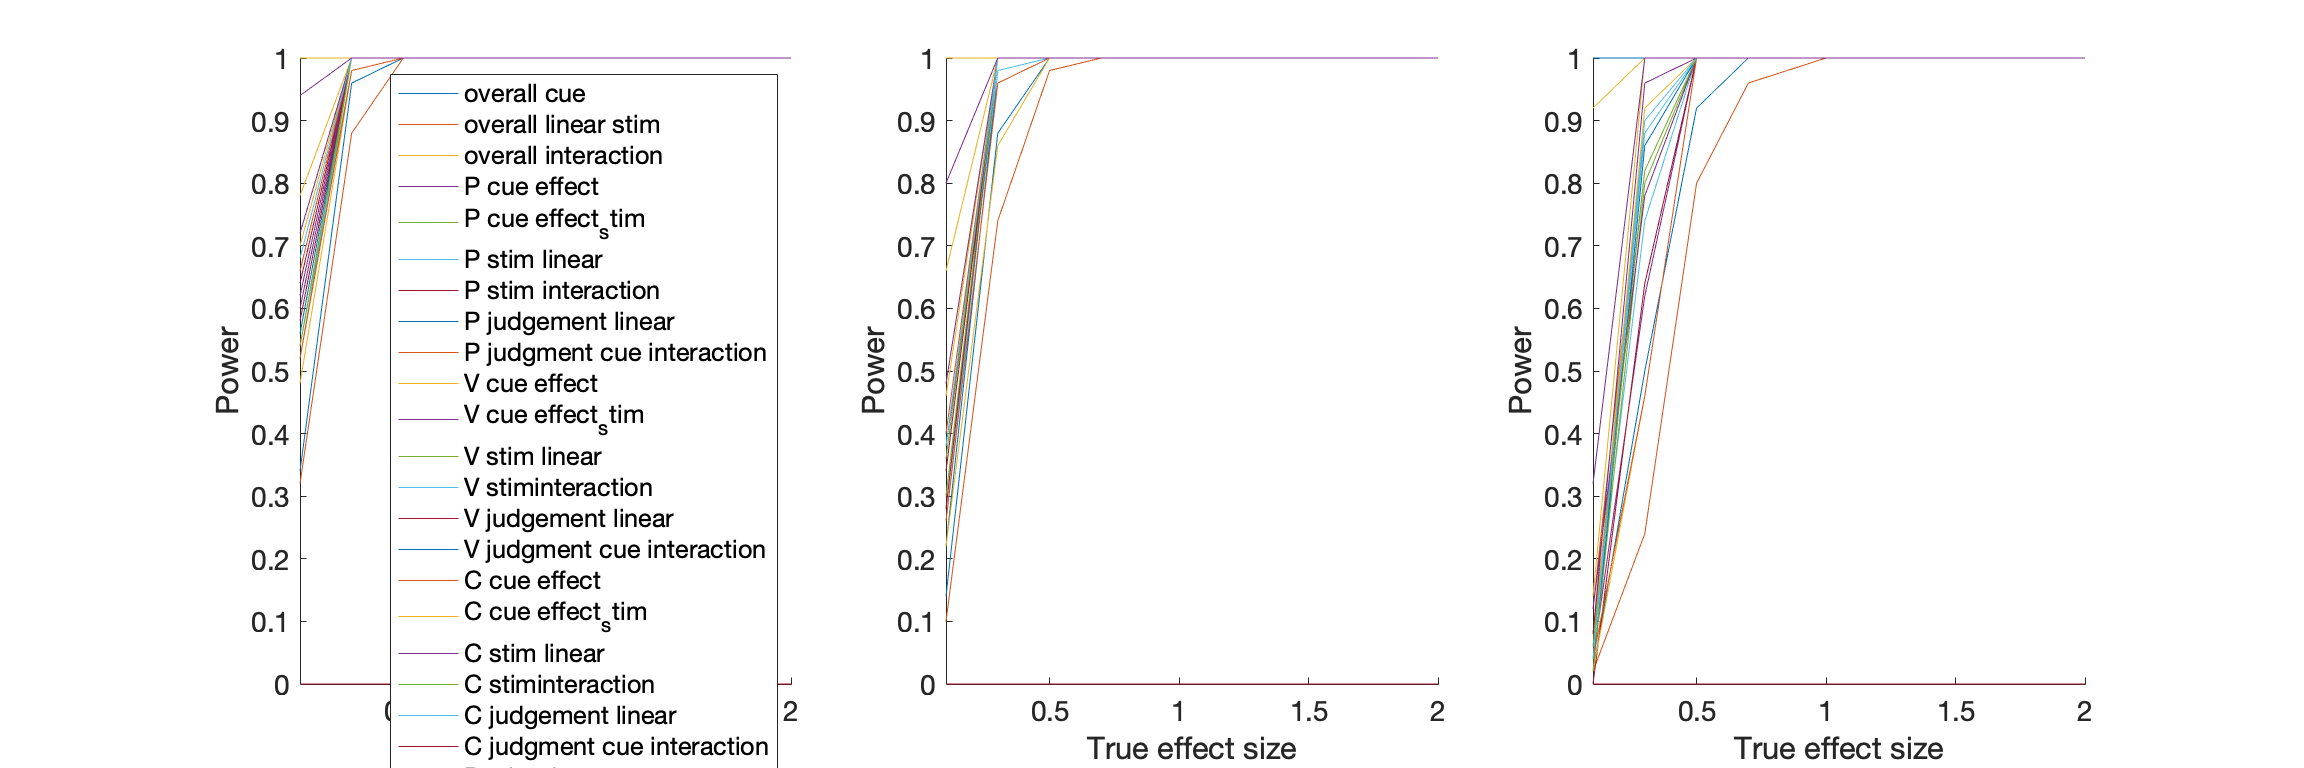 1
0.9
0.8
0.7
0.6
0.5
0.4
0.3
0.2
0.1
0
Power
2
overall cue
overall linear stim
overall interaction
P cue effect
P cue effectstim
P stim linear
P stim interaction
P judgement linear
P judgment cue interaction
V cue effect
V cue effectstim
V stim linear
V stiminteraction
V judgement linear
V judgment cue interaction
C cue effect
C cue effectstim
C stim linear
C stiminteraction
C judgement linear
C judgment cue interaction
1
0.9
0.8
0.7
0.6
0.5
0.4
0.3
0.2
0.1
0
Power
0.5 1 1.5 2
True effect size
1
0.9
0.8
0.7
0.6
0.5
0.4
0.3
0.2
0.1
0
Power
0.5 1 1.5 2
True effect size